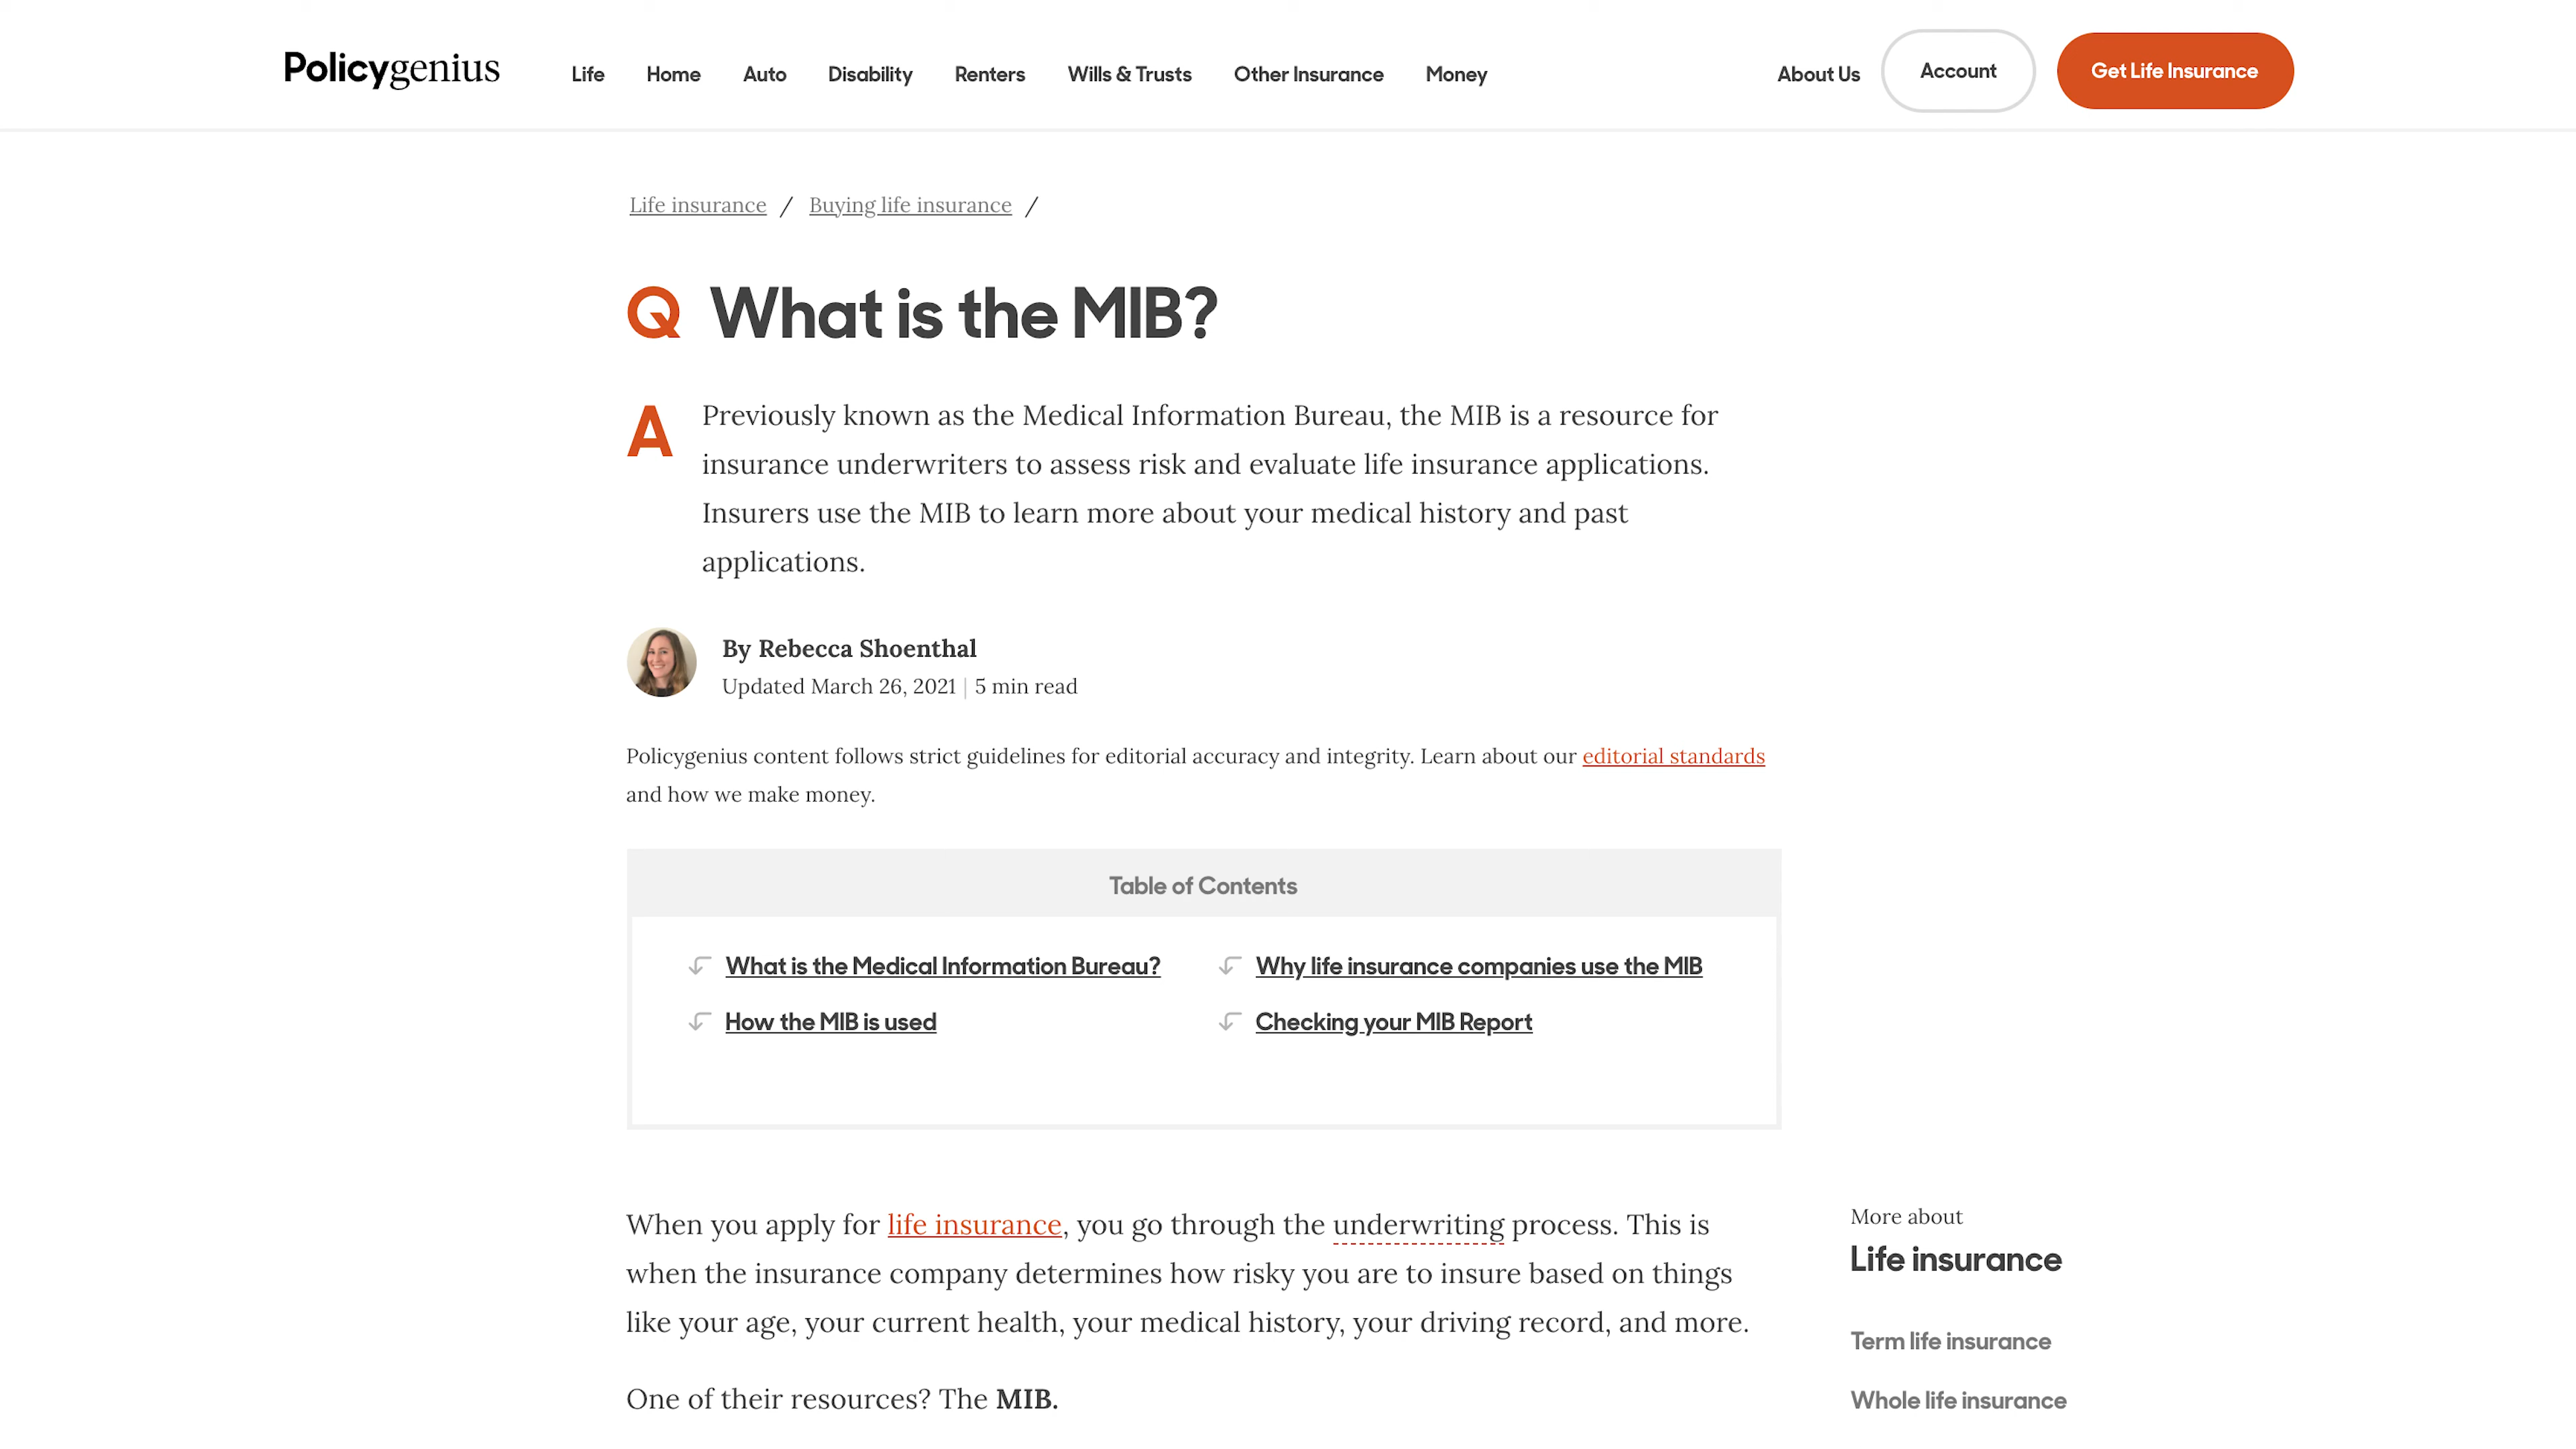 Policygenius Life Home Auto Disability Renters Wills & Trusts Other Insurance Money About Us Account Get Life Insurance
Life insurance / Buying life insurance /
Q What is the MIB?
A Previously known as the Medical Information Bureau, the MIB is a resource for
insurance underwriters to assess risk and evaluate life insurance applications.
Insurers use the MIB to learn more about your medical history and past
applications.
By Rebecca Shoenthal
Updated March 26, 2021 | 5 min read
Policygenius content follows strict guidelines for editorial accuracy and integrity. Learn about our editorial standards
and how we make money.
Table of Contents
What is the Medical Information Bureau?
Why life insurance companies use the MIB
How the MIB is used
Checking your MIB Report
When you apply for life insurance, you go through the underwriting process. This is
when the insurance company determines how risky you are to insure based on things
like your age, your current health, your medical history, your driving record, and more.
One of their resources? The MIB.
More about
Life insurance
Term life insurance
Whole life insurance